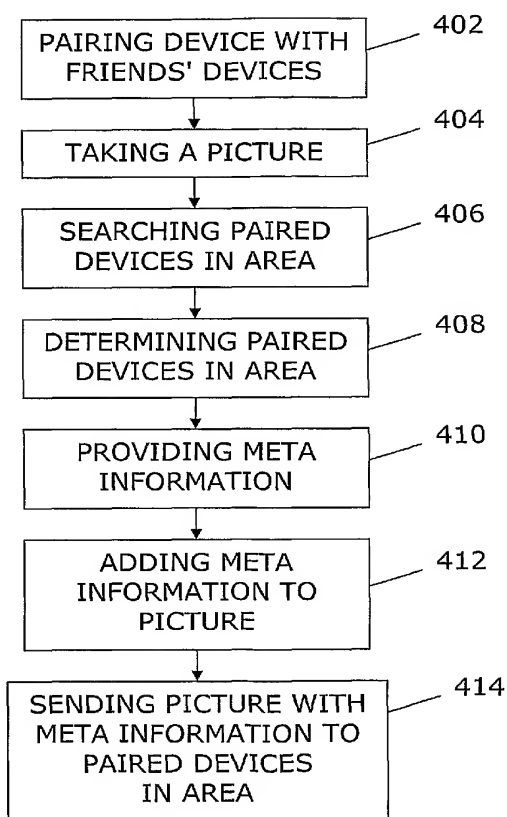 PAIRING DEVICE WITH
FRIENDS' DEVICES
402
TAKING A PICTURE
404
SEARCHING PAIRED
DEVICES IN AREA
406
DETERMINING PAIRED
DEVICES IN AREA
408
PROVIDING META
INFORMATION
410
ADDING META
INFORMATION TO
PICTURE
412
SENDING PICTURE WITH
META INFORMATION TO
PAIRED DEVICES
IN AREA
414